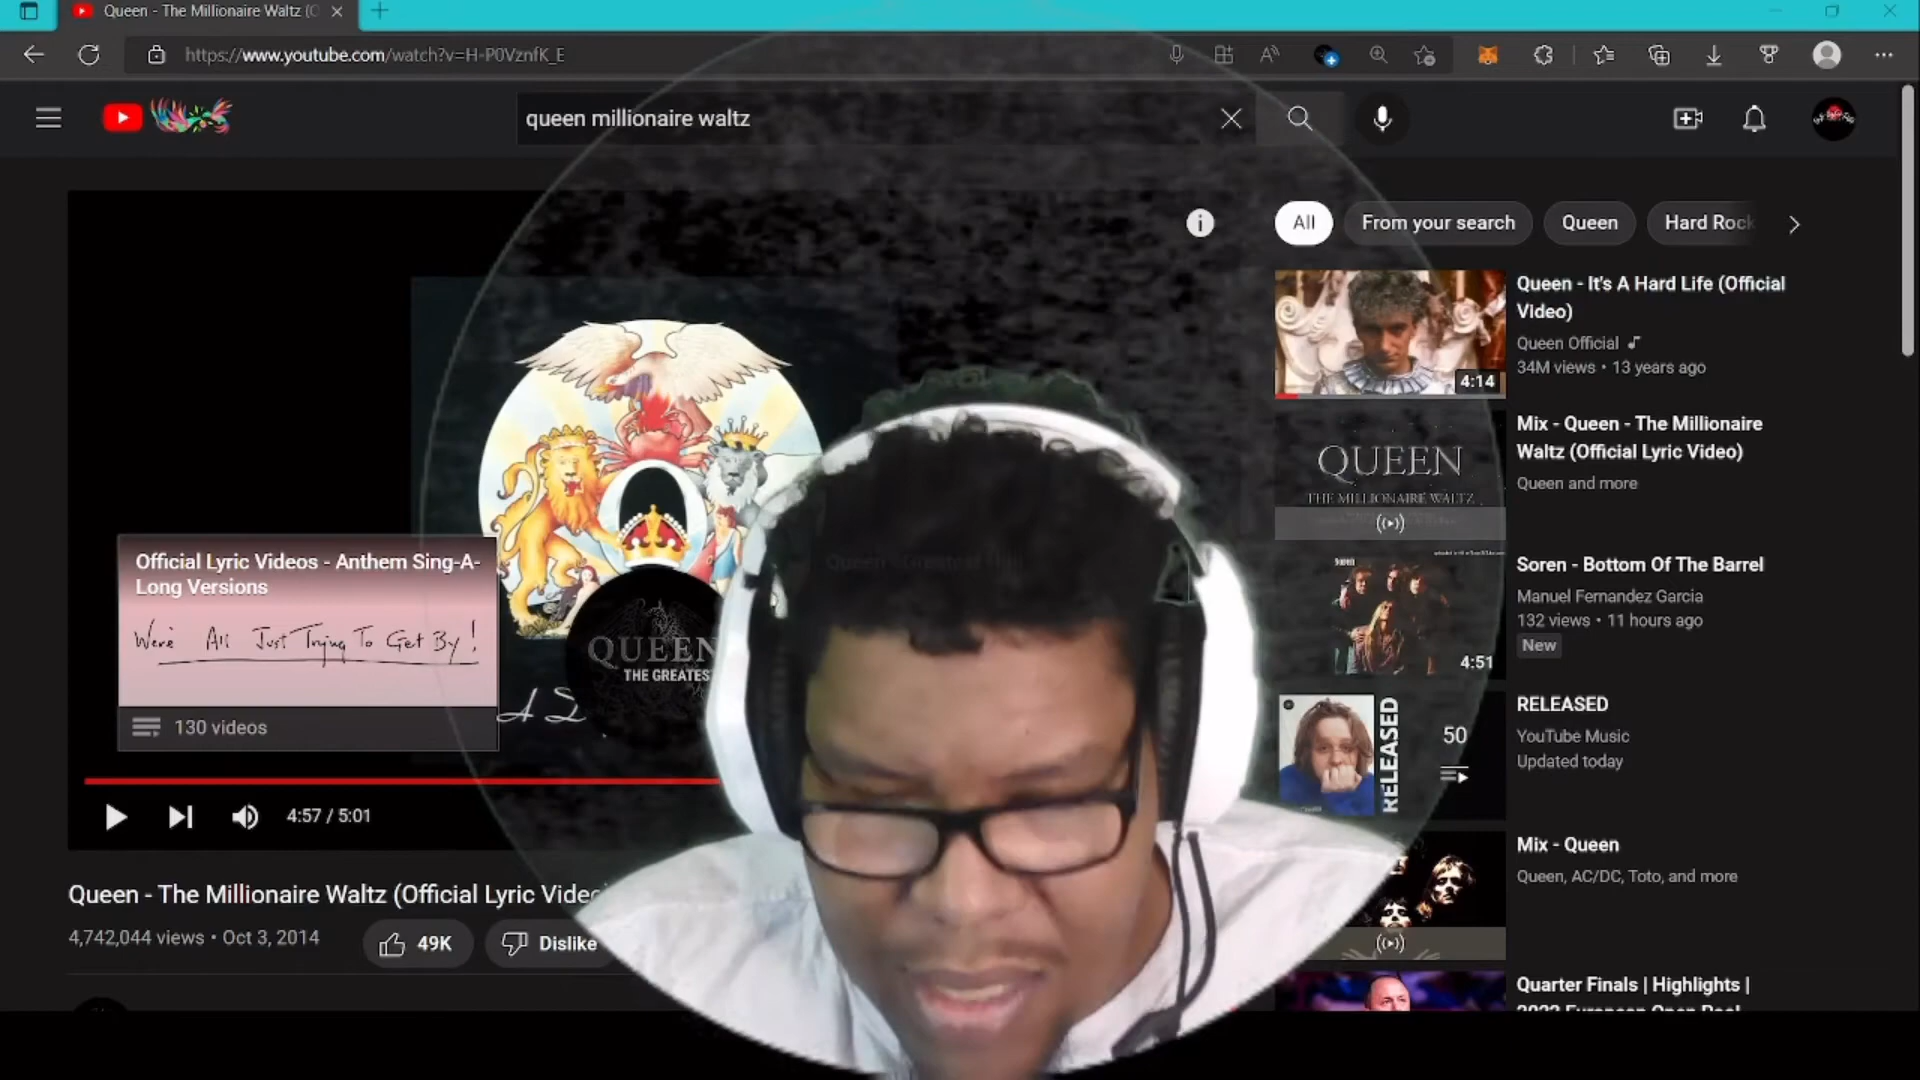 Queen - The Millionaire Waltz (O
https://www.youtube.com/watch?v=H-P0VznfK_E
queen millionaire waltz
All
From your search
Queen
Hard Rock
Official Lyric Videos - Anthem Sing-A-
Long Versions
We're All Just Trying To Get By!
130 videos
QUEEN
THE GREATES
4:57 / 5:01
Queen - The Millionaire Waltz (Official Lyric Video
4,742,044 views • Oct 3, 2014
49K
Dislike
4:14
Queen - It's A Hard Life (Official
Video)
Queen Official
34M views • 13 years ago
QUEEN
THE MILLIONAIRE WALTZ
Mix - Queen - The Millionaire
Waltz (Official Lyric Video)
Queen and more
4:51
Soren - Bottom Of The Barrel
Manuel Fernandez Garcia
132 views • 11 hours ago
New
RELEASED
50
RELEASED
YouTube Music
Updated today
Mix - Queen
Queen, AC/DC, Toto, and more
Quarter Finals | Highlights |